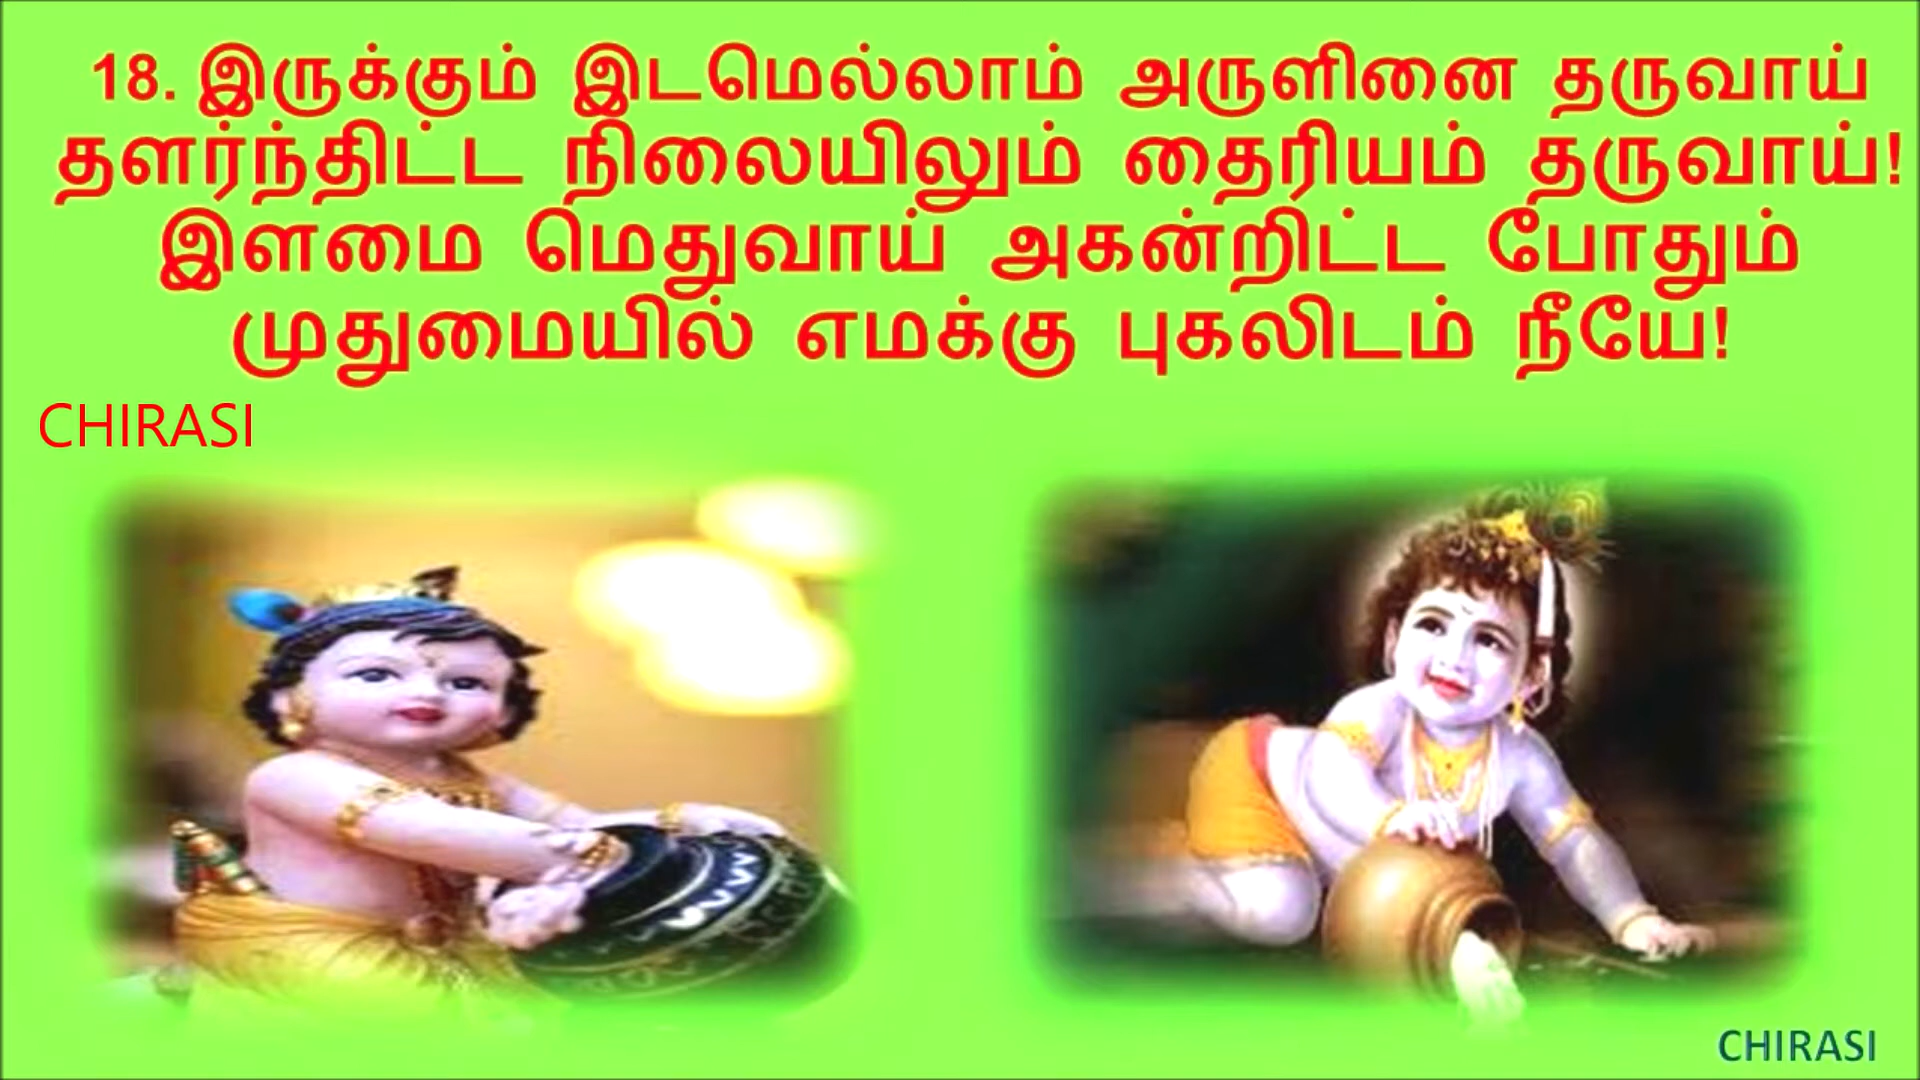 18. இருக்கும் இடமெல்லாம் அருளினை தருவாய்
தளர்ந்திட்ட நிலையிலும் தைரியம் தருவாய்!
இளமை மெதுவாய் அகன்றிட்ட போதும்
முதுமையில் எமக்கு புகலிடம் நீயே!
CHIRASI
CHIRASI